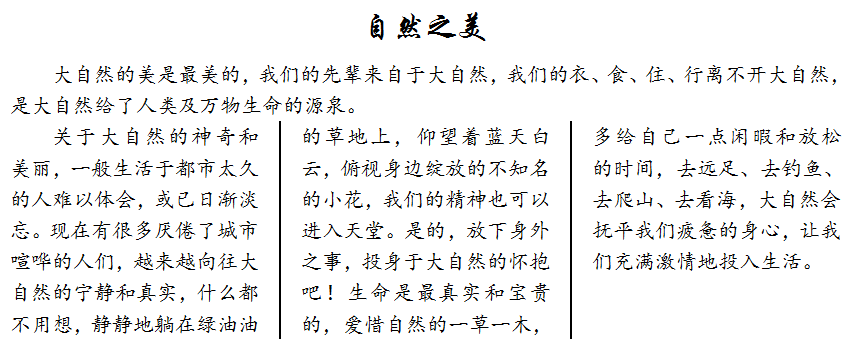 自然之美
大自然的美是最美的，我们的先辈来自于大自然，我们的衣、食、住、行离不开大自然，
是大自然给了人类及万物生命的源泉。
关于大自然的神奇和
美丽，一般生活于都市太久
的人难以体会，或已日渐淡
忘。现在有很多厌倦了城市
喧哗的人们，越来越向往大
自然的宁静和真实，什么都
不用想，静静地躺在绿油油
的草地上，仰望着蓝天白
云，俯视身边绽放的不知名
的小花，我们的精神也可以
进入天堂。是的，放下身外
之事，投身于大自然的怀抱
吧！生命是最真实和宝贵
的，爱惜自然的一草一木，
多给自己一点闲暇和放松
的时间，去远足、去钓鱼、
去爬山、去看海，大自然会
抚平我们疲惫的身心，让我
们充满激情地投入生活。